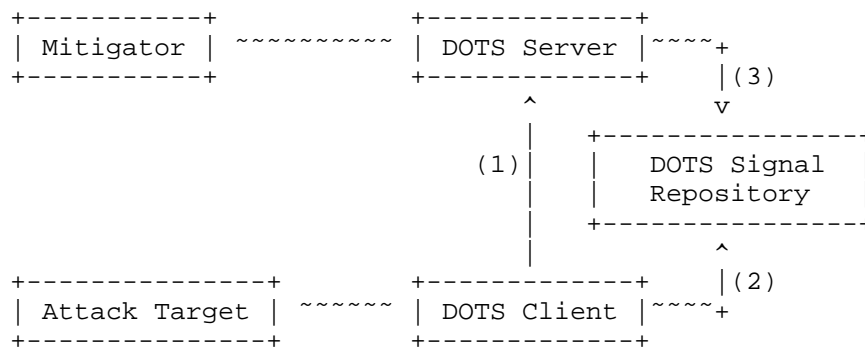 +-----------+                   +-------------+
| Mitigator | ~~~~~~~~~~ | DOTS Server |~~~~+
+-----------+                   +-------------+    |(3)
^            v
|    +-----------------
(1)|    |   DOTS Signal
|    |   Repository
|    +-----------------
|            ^
+---------------+            +-------------+    |(2)
| Attack Target | ~~~~~~ | DOTS Client |~~~~+
+---------------+            +-------------+